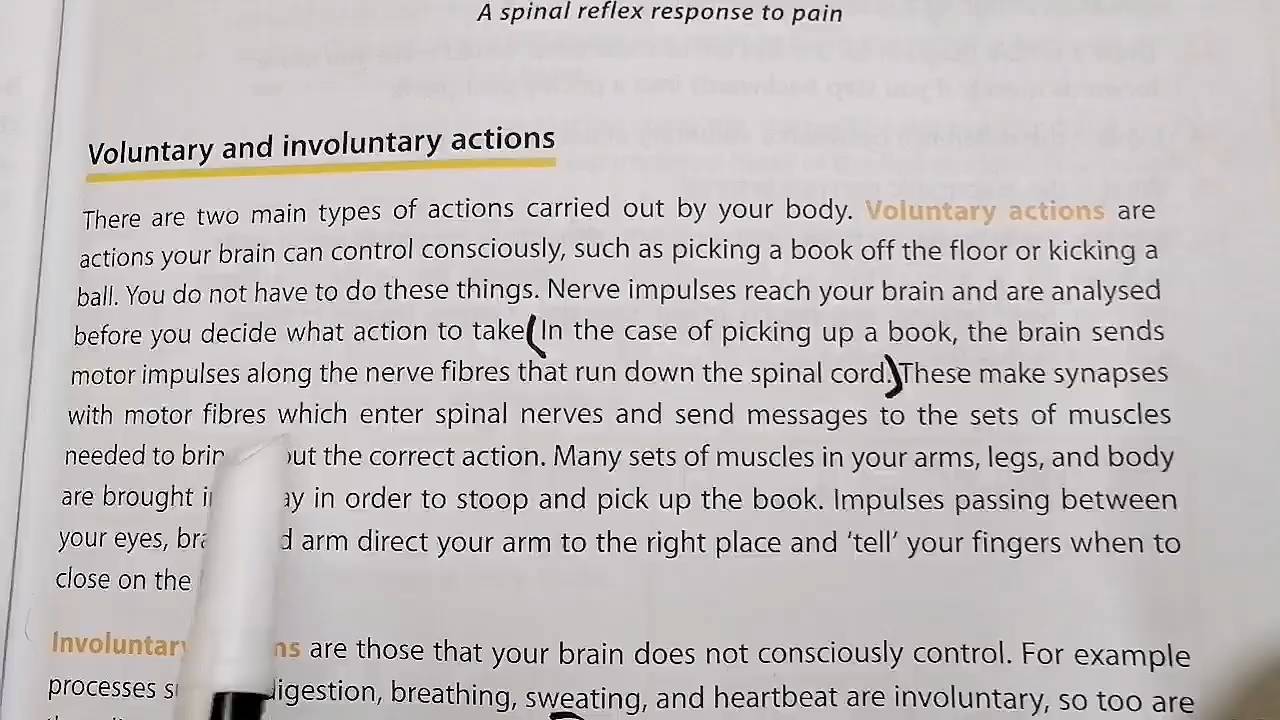 A spinal reflex response to pain
Voluntary and involuntary actions
There are two main types of actions carried out by your body. Voluntary actions are
actions your brain can control consciously, such as picking a book off the floor or kicking a
ball. You do not have to do these things. Nerve impulses reach your brain and are analysed
before you decide what action to take (In the case of picking up a book, the brain sends
motor impulses along the nerve fibres that run down the spinal cord.) These make synapses
with motor fibres which enter spinal nerves and send messages to the sets of muscles
needed to the correct action. Many sets of muscles in your arms, legs, and body
are brought in order to stoop and pick up the book. Impulses passing between
your eyes, arm direct your arm to the right place and ‘tell’ your fingers when to
close on the
Involuntary are those that your brain does not consciously control. For example
processes digestion, breathing, sweating, and heartbeat are involuntary, so too are